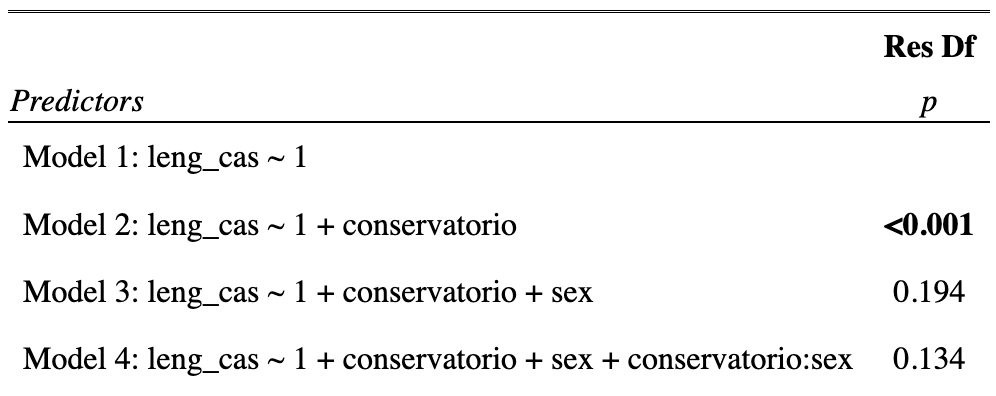 Res Df
Predictors p
Model 1: leng_cas ~ 1
Model 2: leng_cas ~ 1 + conservatorio <0.001
Model 3: leng_cas ~ 1 + conservatorio + sex 0.194
Model 4: leng_cas ~ 1 + conservatorio + sex + conservatorio:sex 0.134